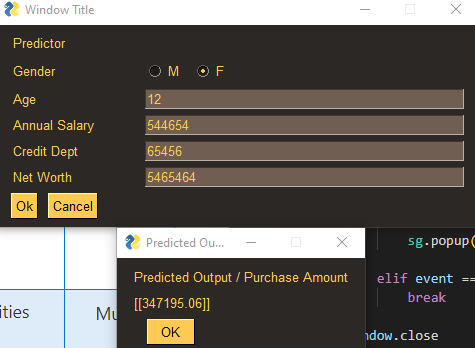 Window Title
Predictor
Gender M F
Age 12
Annual Salary 544654
Credit Dept 65456
Net Worth 5465464
Ok Cancel
Predicted Ou...
Predicted Output / Purchase Amount
[[347195.06]]
OK
sg.popup(
elif event ==
break
ndow.close
ities
Mu